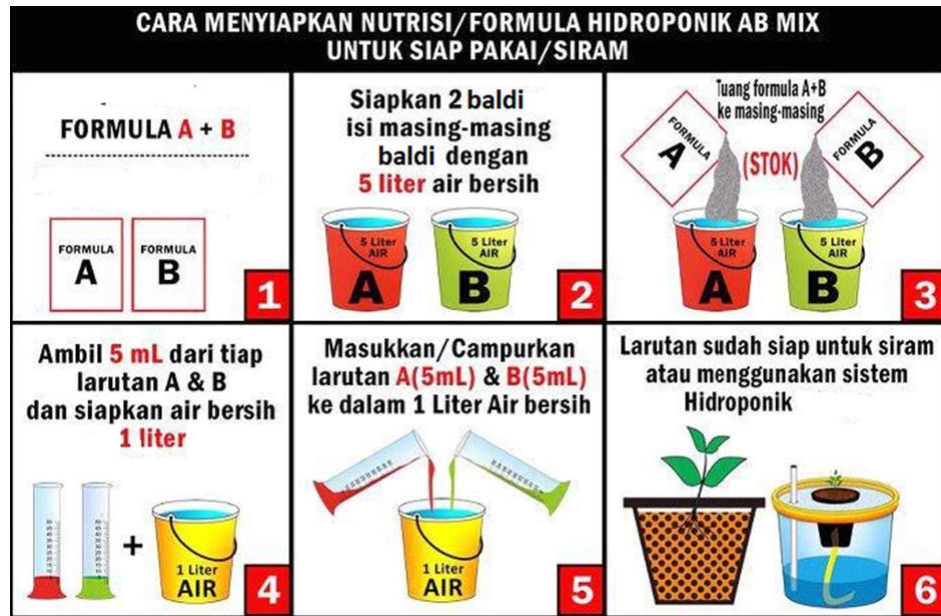 CARA MENYIAPKAN NUTRISI/FORMULA HIDROPONIK AB MIX
UNTUK SIAP PAKAI/SIRAM
FORMULA A + B
FORMULA
A
FORMULA
B
1
Siapkan 2 baldi
isi masing-masing
baldi dengan
5 liter air bersih
5 Liter
AIR
A
5 Liter
AIR
B
2
Tuang formula A+B
ke masing-masing
FORMULA
A
(STOK)
FORMULA
B
5 Liter
AIR
A
5 Liter
AIR
B
3
Ambil 5 mL dari tiap
larutan A & B
dan siapkan air bersih
1 liter
+
1 Liter
AIR
4
Masukkan/Campurkan
larutan A(5mL) & B(5mL)
ke dalam 1 Liter Air bersih
1 Liter
AIR
5
Larutan sudah siap untuk siram
atau menggunakan sistem
Hidroponik
6